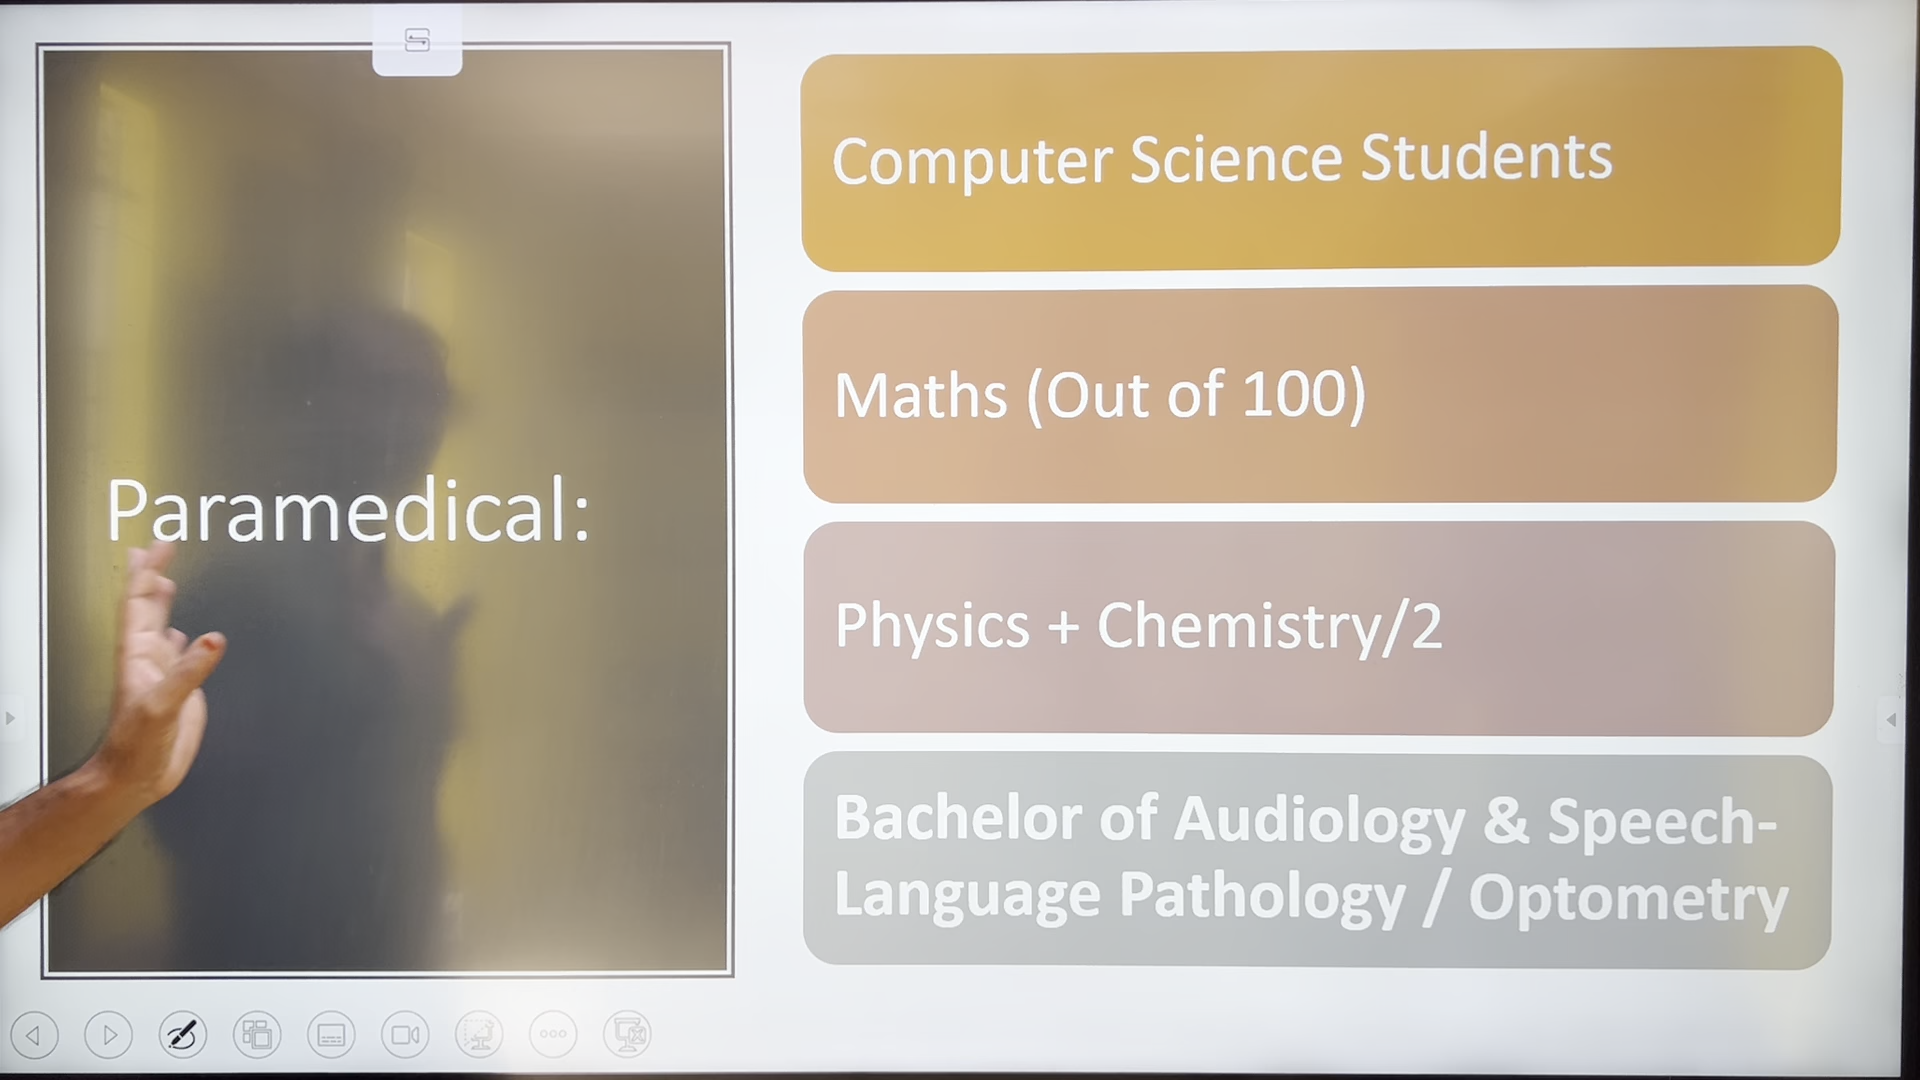 Paramedical:
Computer Science Students
Maths (Out of 100)
Physics + Chemistry/2
Bachelor of Audiology & Speech-
Language Pathology / Optometry